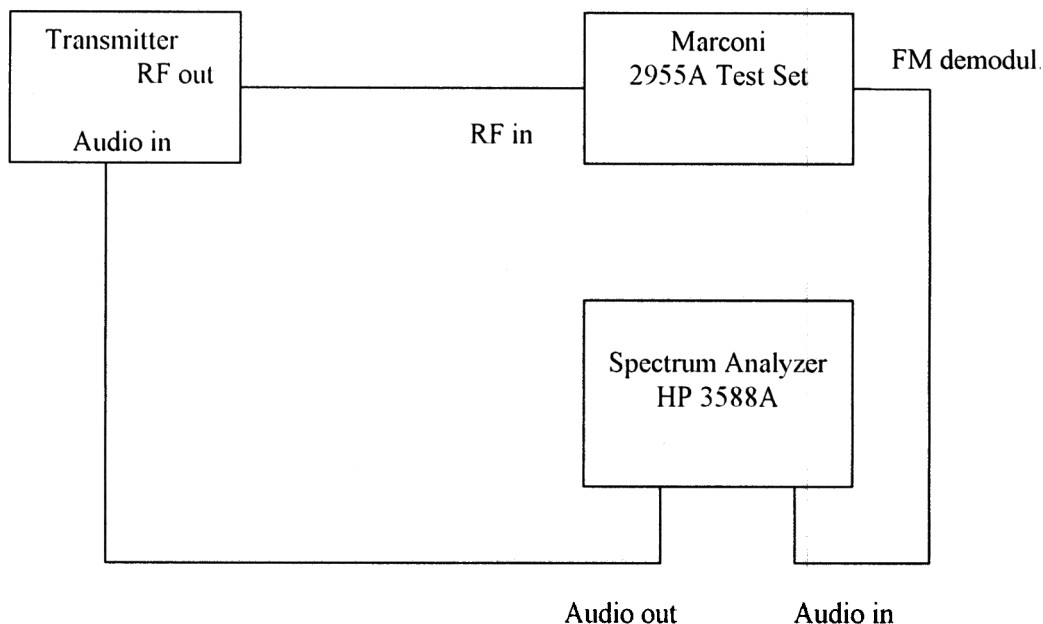 Transmitter
RF out
Audio in
RF in
Marconi
2955A Test Set
FM demodul.
Spectrum Analyzer
HP 3588A
Audio out
Audio in